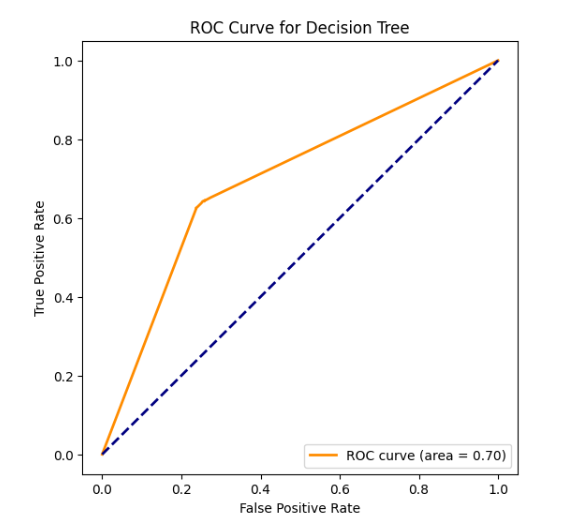 ROC Curve for Decision Tree
True Positive Rate
1.0
0.8
0.6
0.4
0.2
0.0
ROC curve (area = 0.70)
0.0 0.2 0.4 0.6 0.8 1.0
False Positive Rate